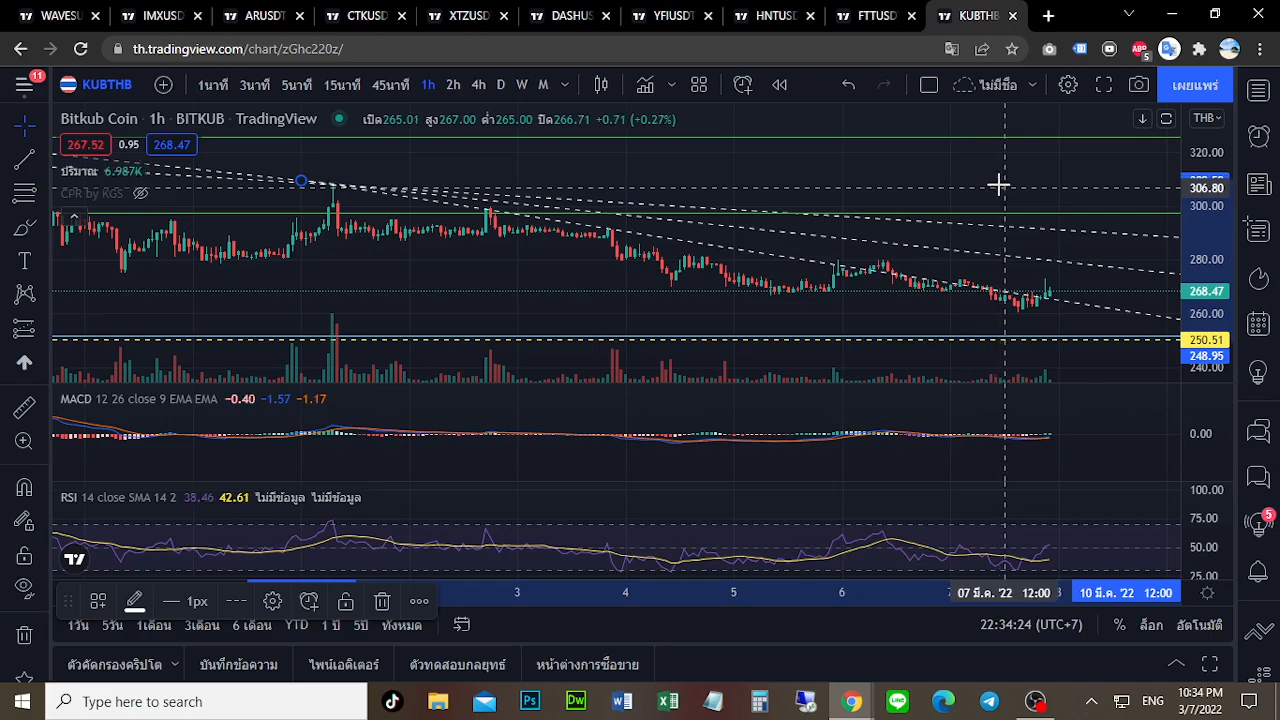 WAVESU
IMXUSD
ARUSDT
CTKUSD
XTZUSD
DASHUS
YFIUSDT
HNTUSD
FTTUSDT
KUBTHB
th.tradingview.com/chart/zGhc220z/
ABP
5
11
KUBTHB
1นาที
3นาที
5นาที
15นาที
45นาที
1h
2h
4h
D
W
M
ไม่มีชื่อ
เผยแพร่
Bitkub Coin · 1h · BITKUB · TradingView
เปิด265.01 สูง267.00 ต่ำ265.00 ปิด266.71 +0.71 (+0.27%)
THB
267.52
0.95
268.47
ปริมาณ 6.987K
CPR by KGS
320.00
306.80
300.00
280.00
268.47
260.00
250.51
248.95
240.00
MACD 12 26 close 9 EMA EMA −0.40 −1.57 −1.17
0.00
RSI 14 close SMA 14 2 38.46 42.61 ไม่มีข้อมูล ไม่มีข้อมูล
100.00
75.00
50.00
25.00
5
1px
3
4
5
6
07 มี.ค. '22 12:00
10 มี.ค. '22 12:00
1วัน
5วัน
1เดือน
3เดือน
6 เดือน
YTD
1 ปี
5ปี
ทั้งหมด
22:34:24 (UTC+7)
%
ล็อก
อัตโนมัติ
ตัวคัดกรองคริปโต
บันทึกข้อความ
ไพน์เอดิเตอร์
ตัวทดสอบกลยุทธ์
หน้าต่างการซื้อขาย
Type here to search
Ps
Dw
ENG
10:34 PM
3/7/2022